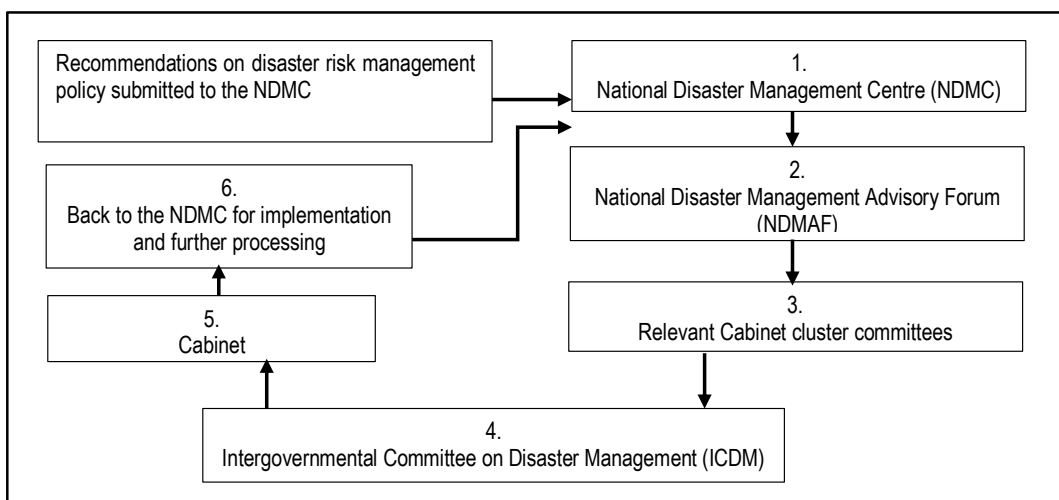 Recommendations on disaster risk management
policy submitted to the NDMC
1.
National Disaster Management Centre (NDMC)
2.
National Disaster Management Advisory Forum
(NDMAF)
3.
Relevant Cabinet cluster committees
4.
Intergovernmental Committee on Disaster Management (ICDM)
5.
Cabinet
6.
Back to the NDMC for implementation
and further processing